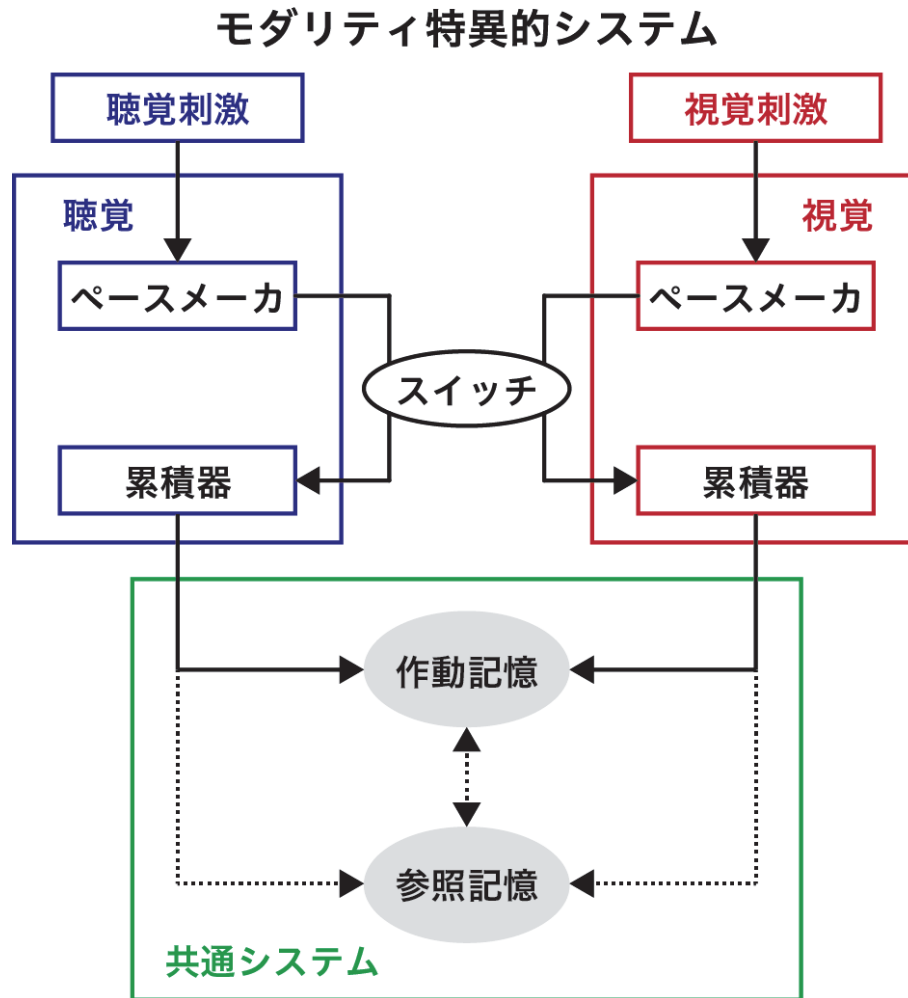 モダリティ特異的システム
聴覚刺激
視覚刺激
聴覚
視覚
ペースメーカ
ペースメーカ
スイッチ
累積器
累積器
作動記憶
参照記憶
共通システム